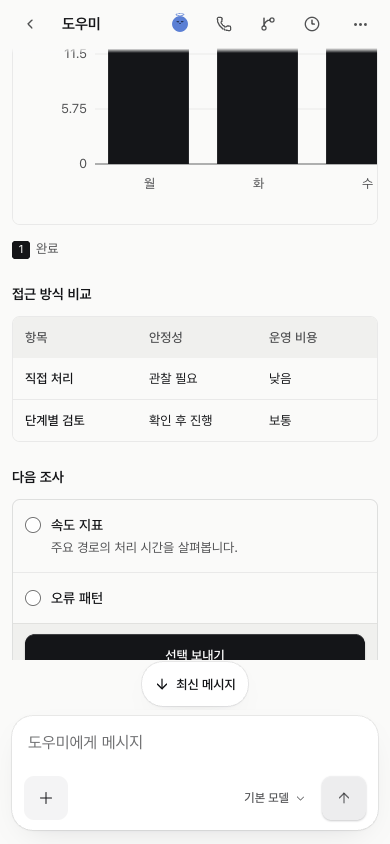 도우미
11.5
5.75
0
월
화
수
1 완료
접근 방식 비교
항목 안정성 운영 비용
직접 처리 관찰 필요 낮음
단계별 검토 확인 후 진행 보통
다음 조사
속도 지표
주요 경로의 처리 시간을 살펴봅니다.
오류 패턴
선택 보내기
최신 메시지
도우미에게 메시지
기본 모델